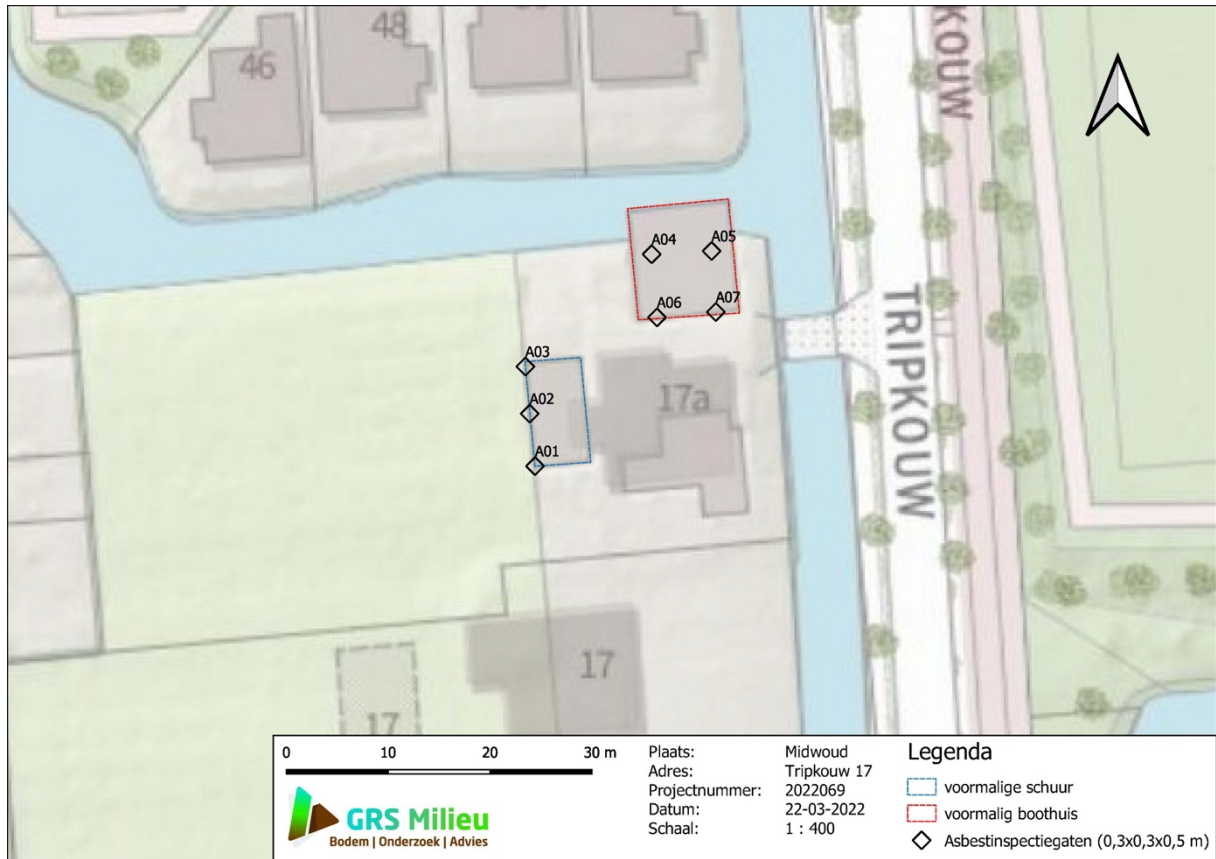 46
48
KOUW
A04
A05
A06
A07
A03
A02
A01
17a
TRIPKOUW
17
17
0 10 20 30 m
GRS Milieu
Bodem | Onderzoek | Advies
Plaats: Midwoud
Adres: Tripkouw 17
Projectnummer: 2022069
Datum: 22-03-2022
Schaal: 1 : 400
Legenda
voormalige schuur
voormalig boothuis
Asbestinspectiegaten (0,3x0,3x0,5 m)